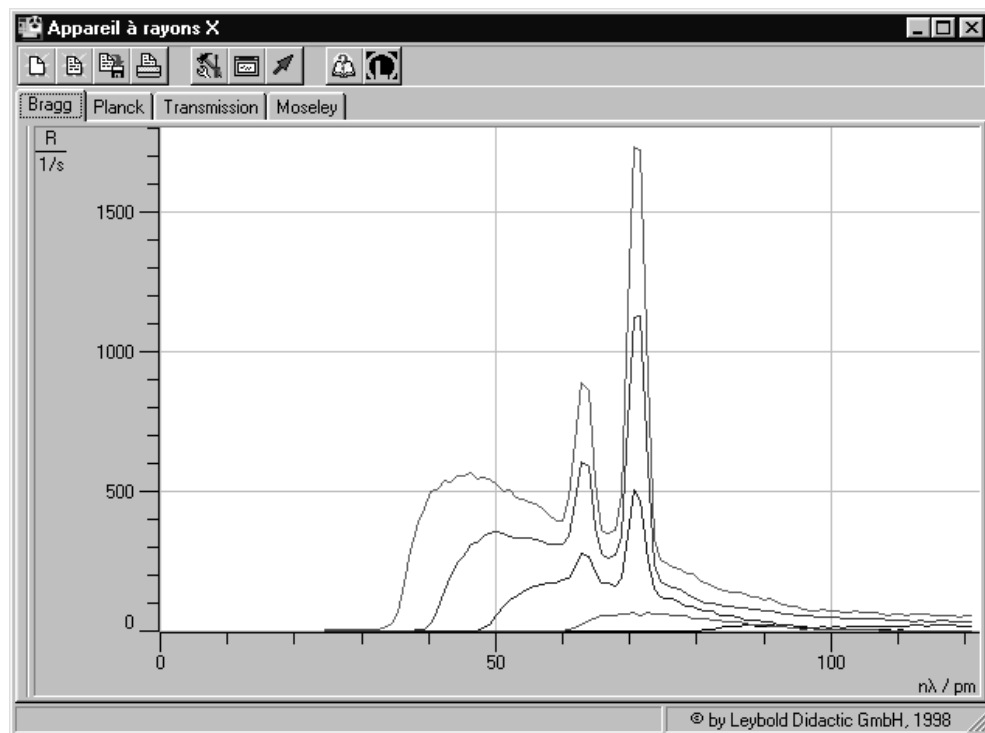 Appareil à rayons X
Bragg Planck Transmission Moseley
R
1/s
1500
1000
500
0
0 50 100
nλ / pm
© by Leybold Didactic GmbH, 1998